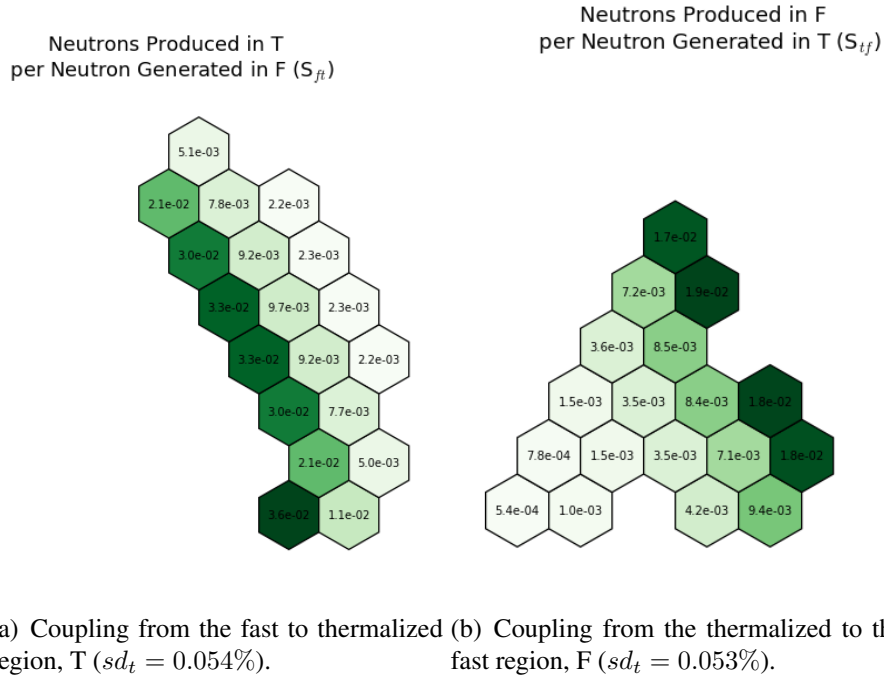 Neutrons Produced in T
per Neutron Generated in F (S_ft)
5.1e-03
2.1e-02 7.8e-03 2.2e-03
3.0e-02 9.2e-03 2.3e-03
3.3e-02 9.7e-03 2.3e-03
3.3e-02 9.2e-03 2.2e-03
3.0e-02 7.7e-03
2.1e-02 5.0e-03
3.6e-02 1.1e-02
a) Coupling from the fast to thermalized
egion, T (sd_t = 0.054%).
Neutrons Produced in F
per Neutron Generated in T (S_tf)
1.7e-02
7.2e-03 1.9e-02
3.6e-03 8.5e-03
1.5e-03 3.5e-03 8.4e-03 1.8e-02
7.8e-04 1.5e-03 3.5e-03 7.1e-03 1.8e-02
5.4e-04 1.0e-03 4.2e-03 9.4e-03
(b) Coupling from the thermalized to th
fast region, F (sd_t = 0.053%).